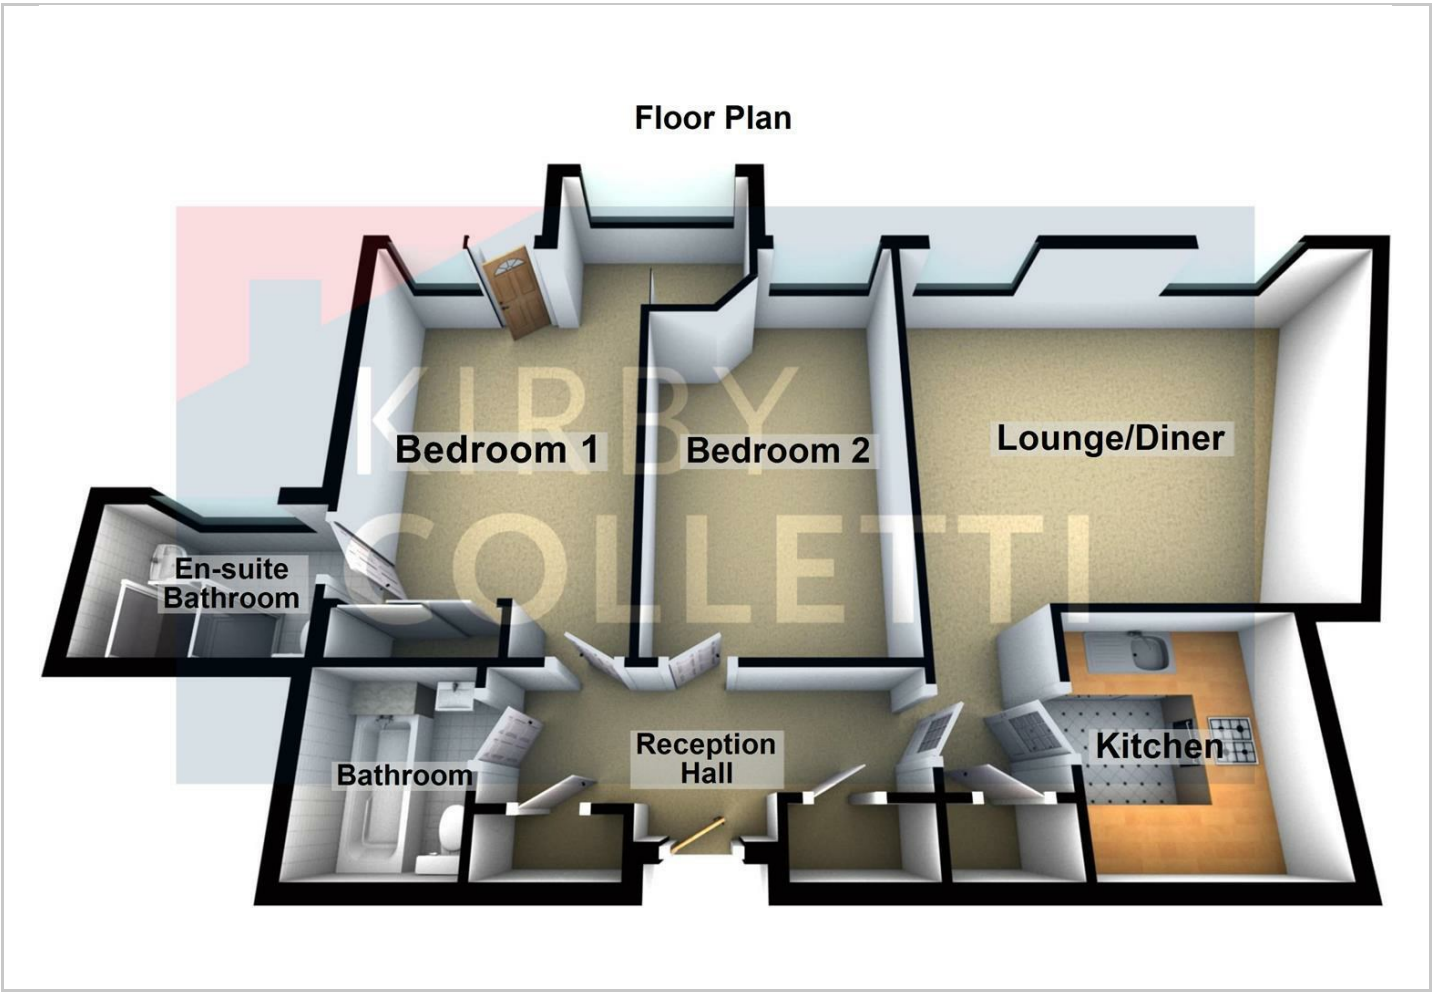 Floor Plan
KIRBY
COLLETTI
Bedroom 1
Bedroom 2
Lounge/Diner
En-suite
Bathroom
Reception
Hall
Kitchen
Bathroom